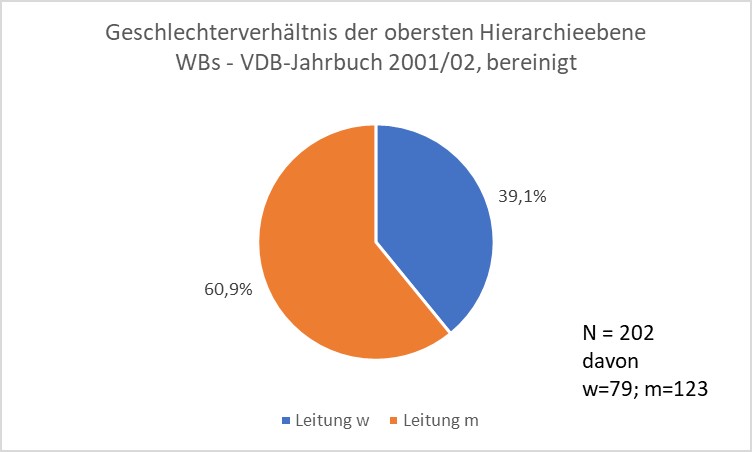 Geschlechterverhältnis der obersten Hierarchieebene
WBs - VDB-Jahrbuch 2001/02, bereinigt
39,1%
60,9%
N = 202
davon
w=79; m=123
Leitung w
Leitung m